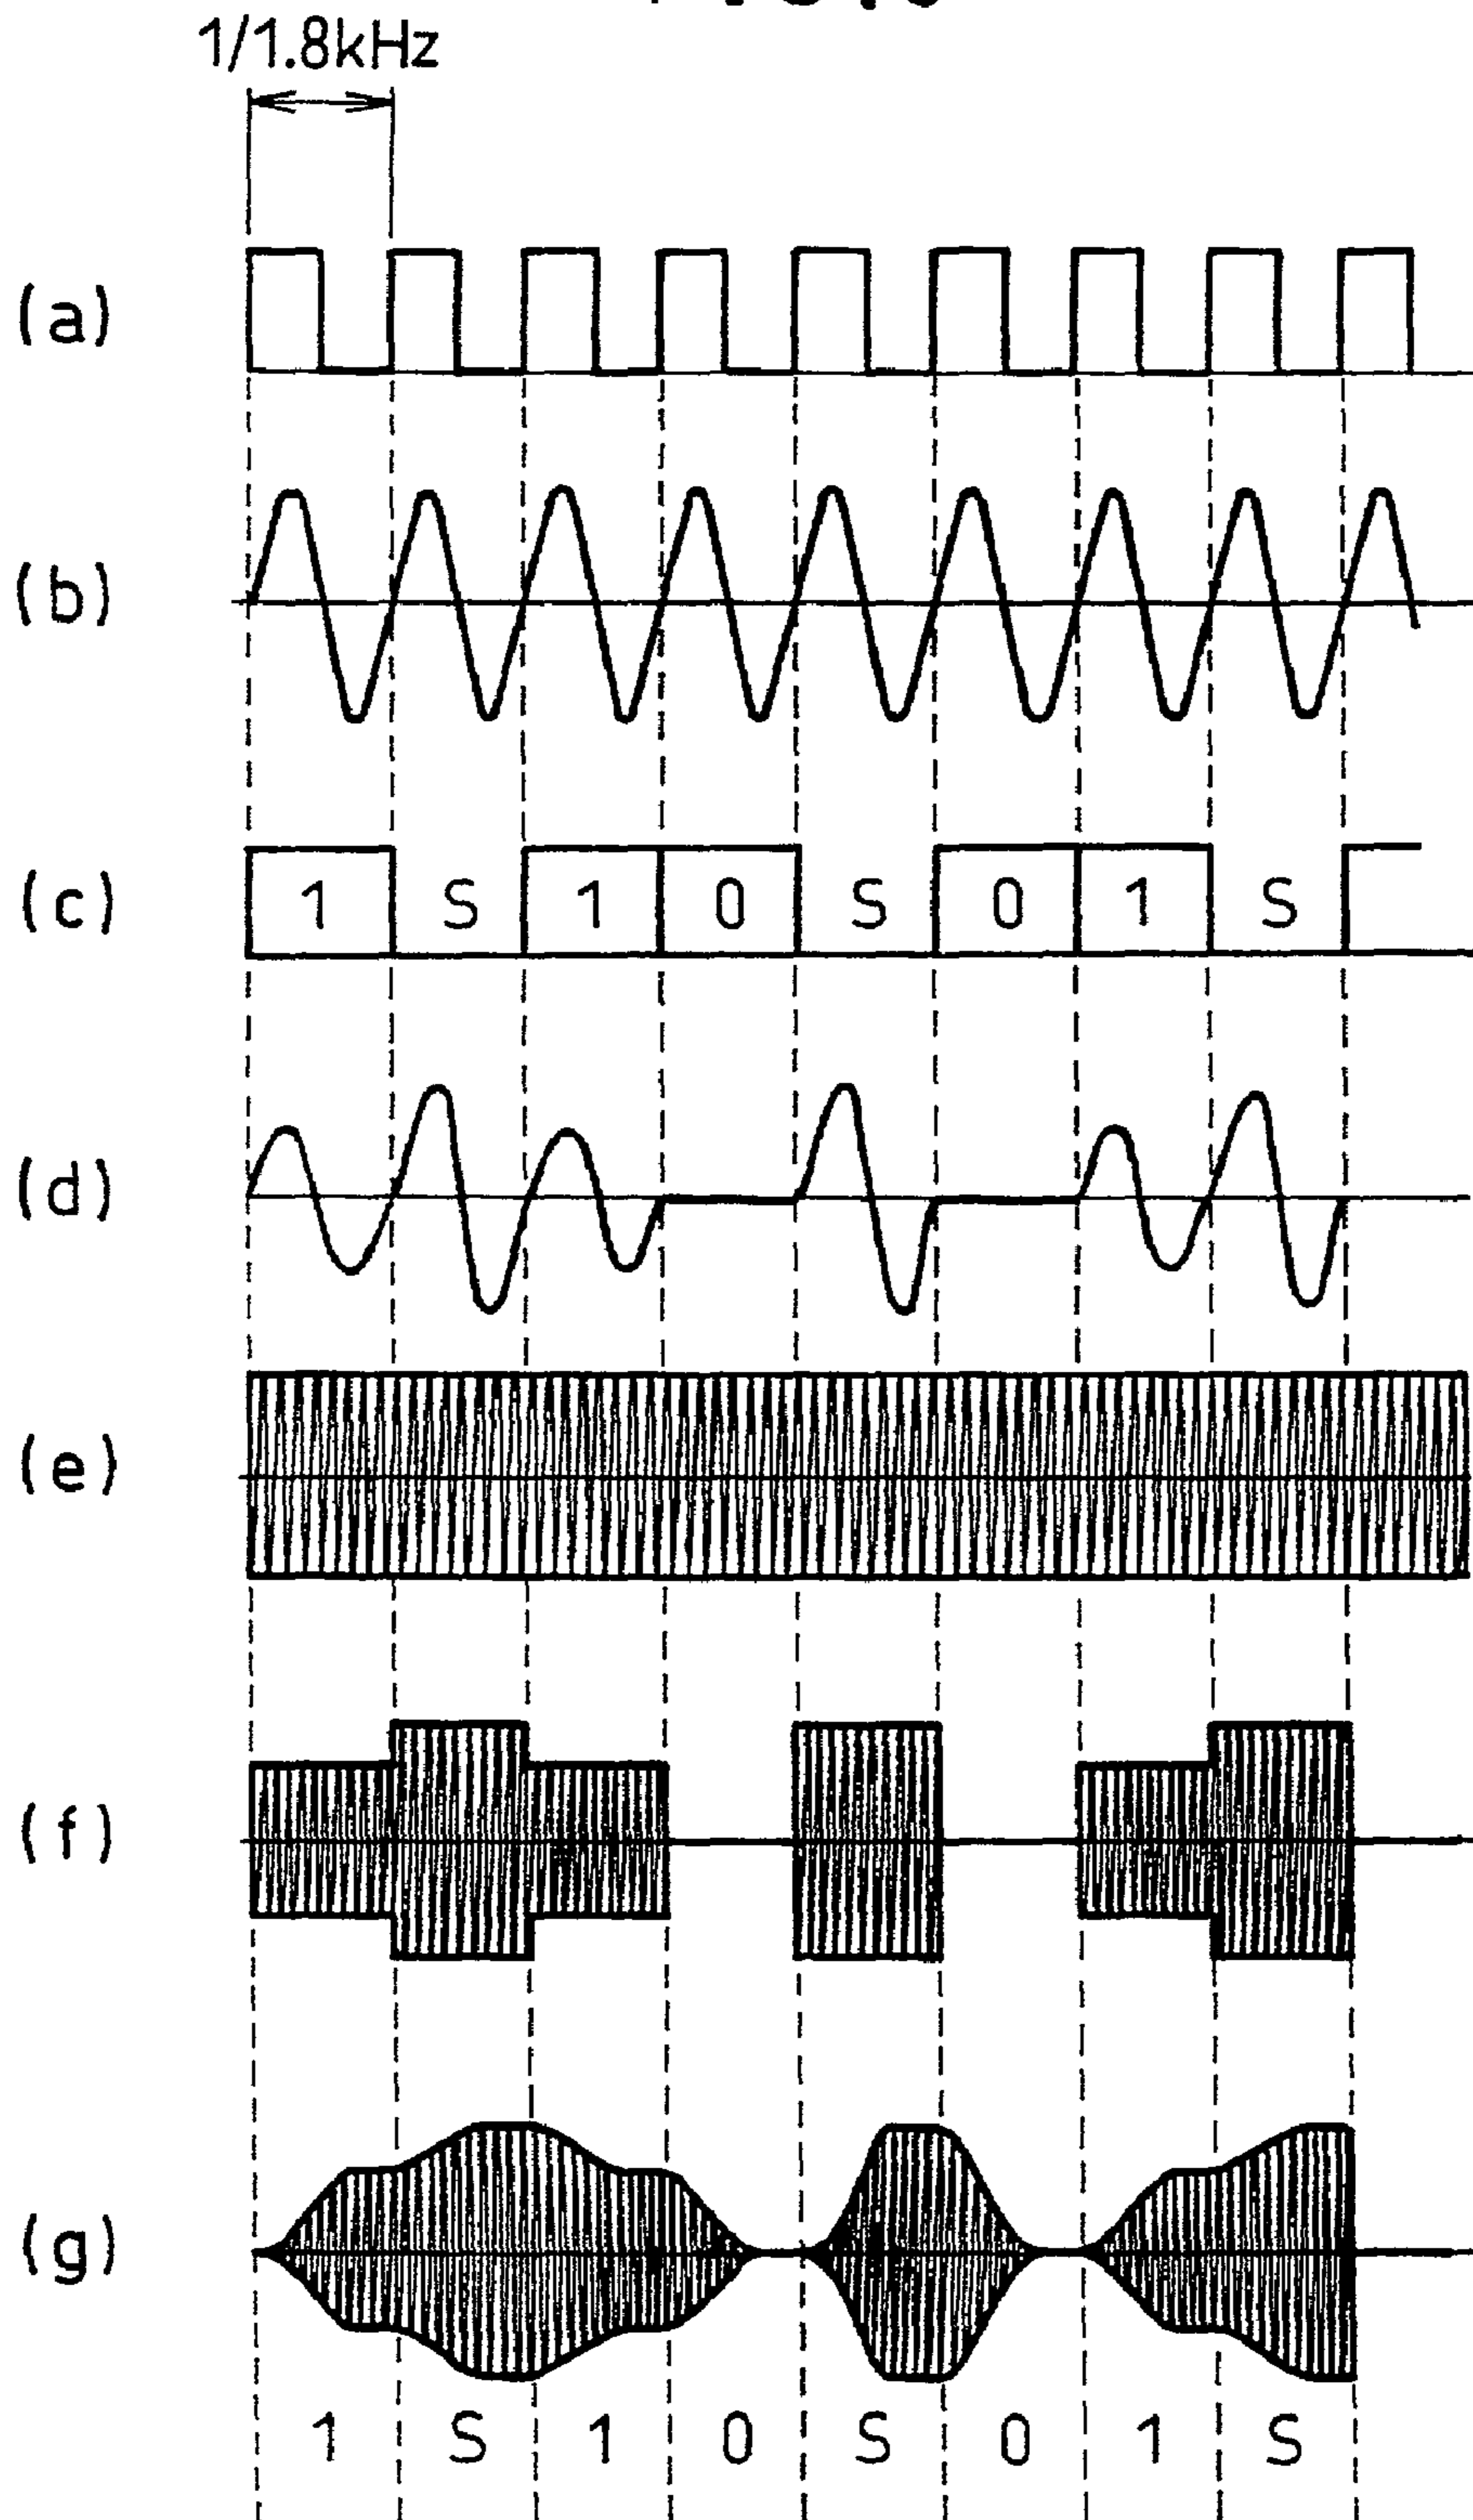 1/1.8kHz
(a)
(b)
(c) 1 S 1 0 S 0 1 S
(d)
(e)
(f)
(g)
1 S 1 0 S 0 1 S